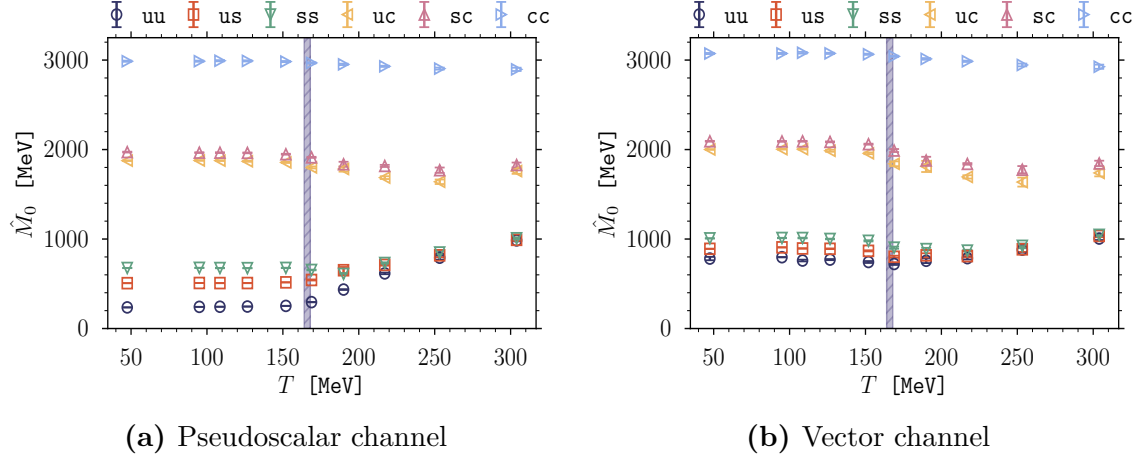 uu us ss uc sc cc
3000
2000
1000
0
M̂₀ [MeV]
50 100 150 200 250 300
T [MeV]
(a) Pseudoscalar channel
uu us ss uc sc cc
3000
2000
1000
0
M̂₀ [MeV]
50 100 150 200 250 300
T [MeV]
(b) Vector channel